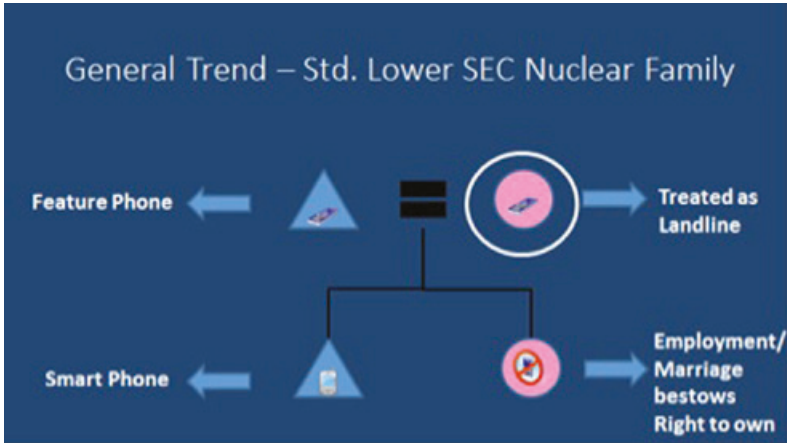 General Trend – Std. Lower SEC Nuclear Family
Feature Phone
Treated as
Landline
Smart Phone
Employment/
Marriage
bestows
Right to own